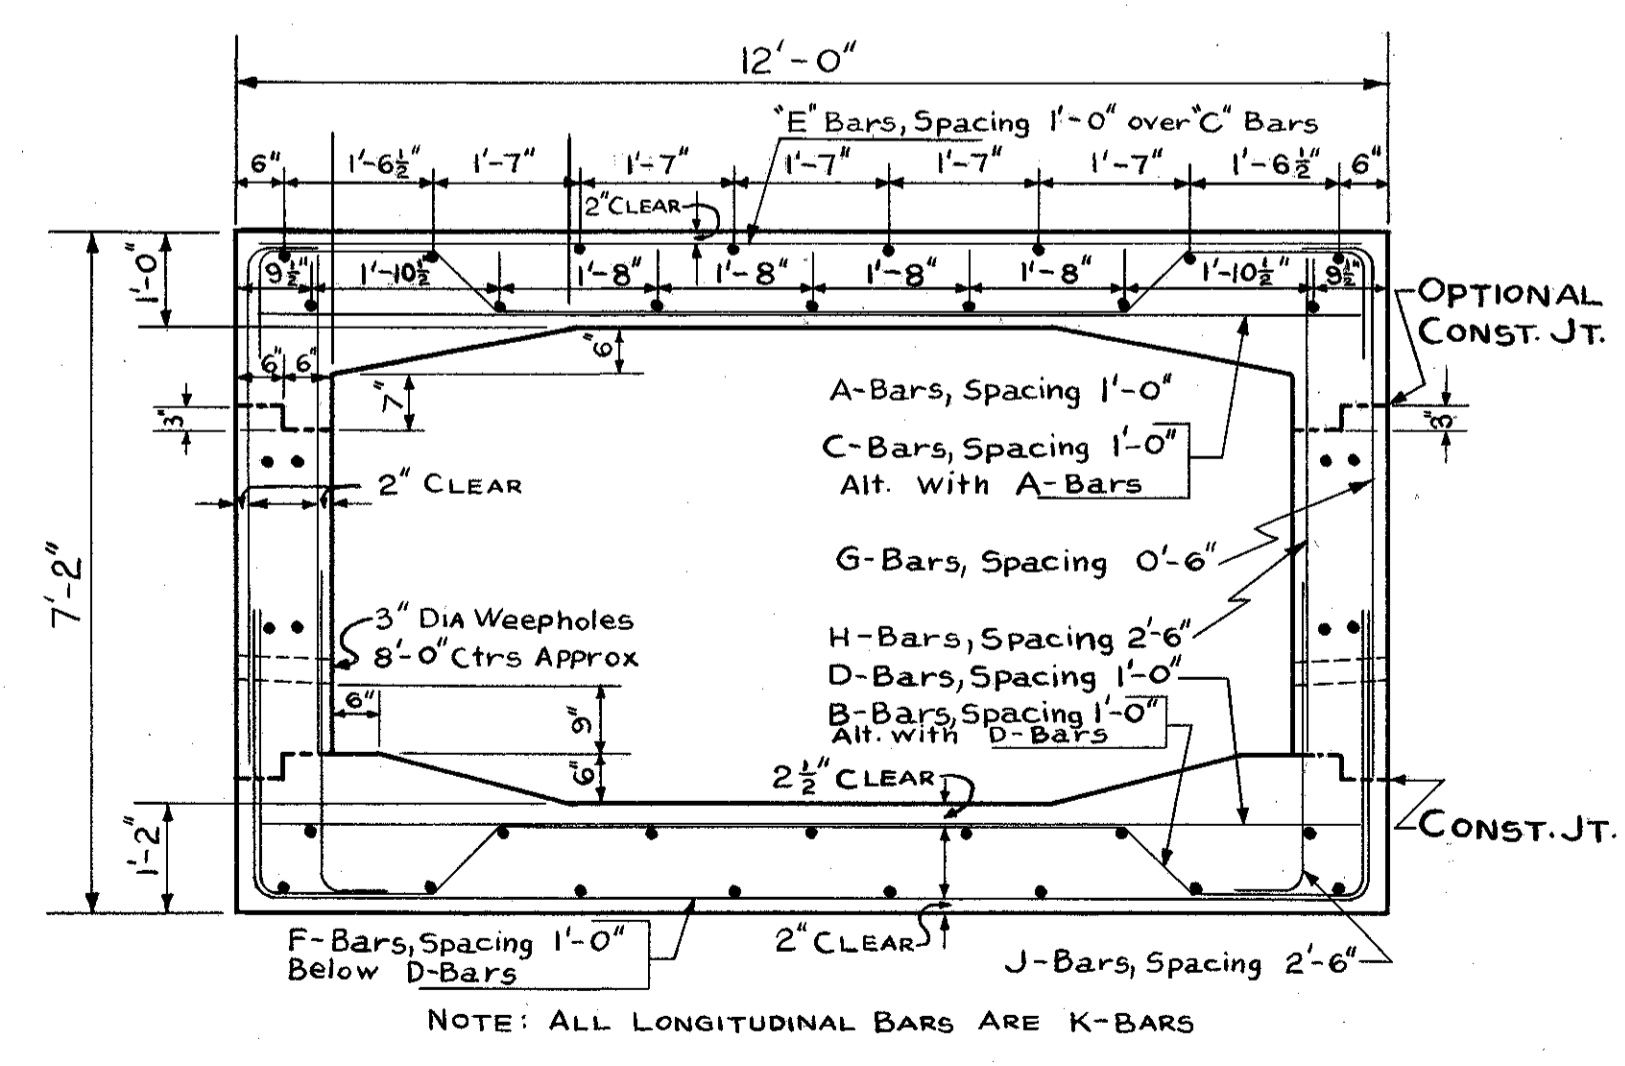 12'-0"
"E" Bars, Spacing 1'-0" over "C" Bars
6" 1'-6½" 1'-7" 1'-7" 1'-7" 1'-7" 1'-7" 1'-6½" 6"
2" CLEAR
9½" 1'-10½" 1'-8" 1'-8" 1'-8" 1'-8" 1'-10½" 9½"
1'-0"
OPTIONAL
CONST. JT.
6" 6"
6"
7"
3"
3"
A-Bars, Spacing 1'-0"
C-Bars, Spacing 1'-0"
Alt. with A-Bars
2" CLEAR
7'-2"
G-Bars, Spacing 0'-6"
3" DIA Weepholes
8'-0" Ctrs Approx
H-Bars, Spacing 2'-6"
D-Bars, Spacing 1'-0"
B-Bars, Spacing 1'-0"
Alt. with D-Bars
6"
9"
6"
2½" CLEAR
1'-2"
CONST. JT.
F-Bars, Spacing 1'-0"
Below D-Bars
2" CLEAR
J-Bars, Spacing 2'-6"
NOTE: ALL LONGITUDINAL BARS ARE K-BARS